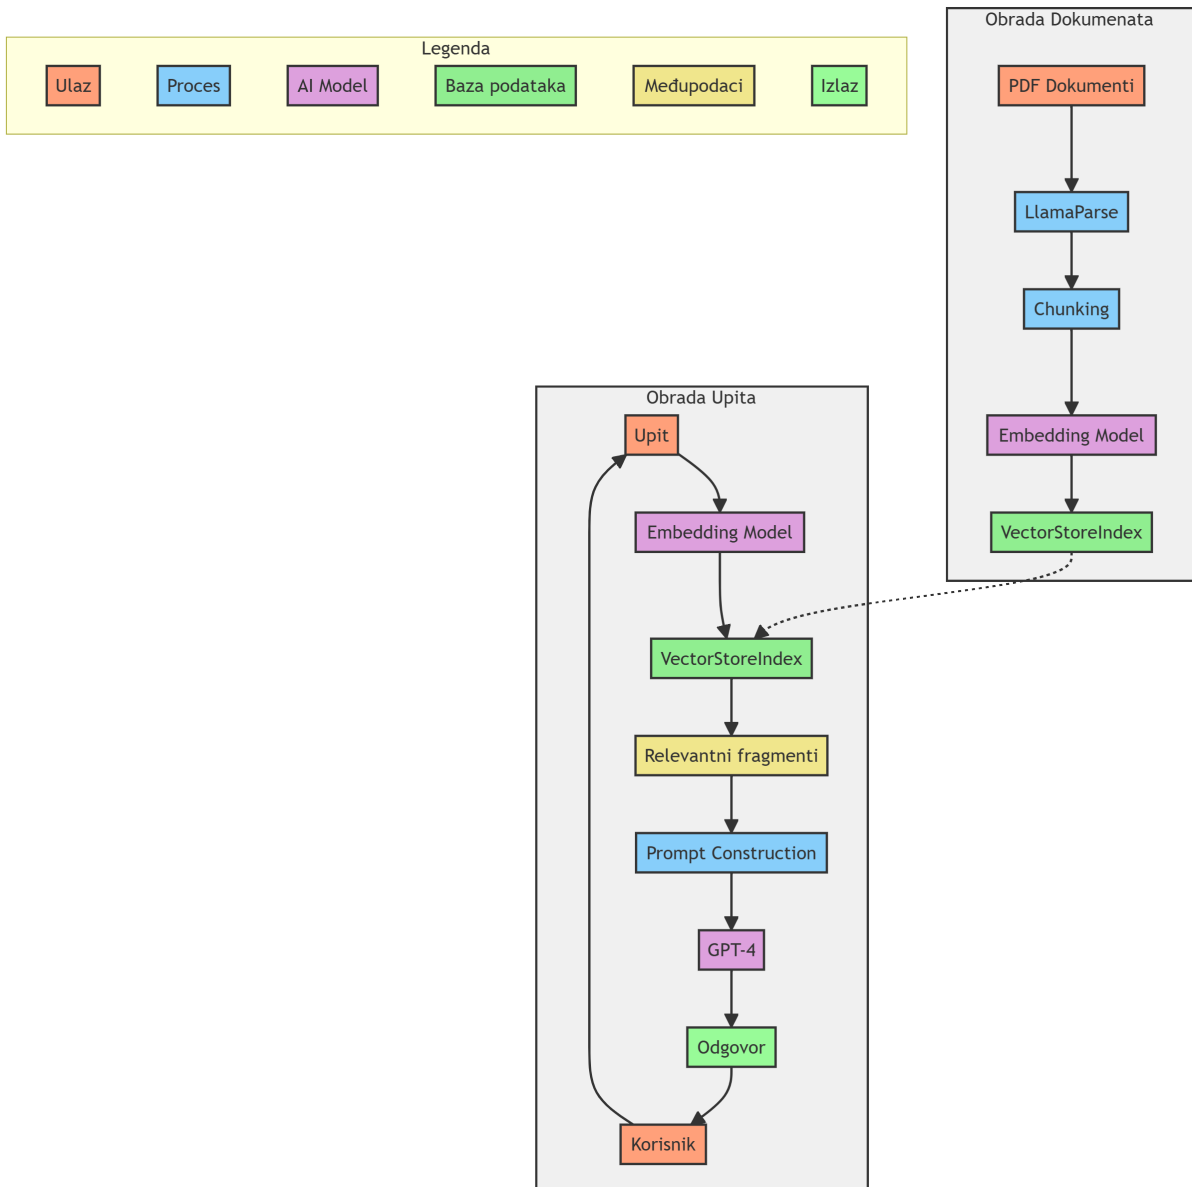 Legenda
Ulaz
Proces
AI Model
Baza podataka
Međupodaci
Izlaz
Obrada Dokumenata
PDF Dokumenti
LlamaParse
Chunking
Embedding Model
VectorStoreIndex
Obrada Upita
Upit
Embedding Model
VectorStoreIndex
Relevantni fragmenti
Prompt Construction
GPT-4
Odgovor
Korisnik